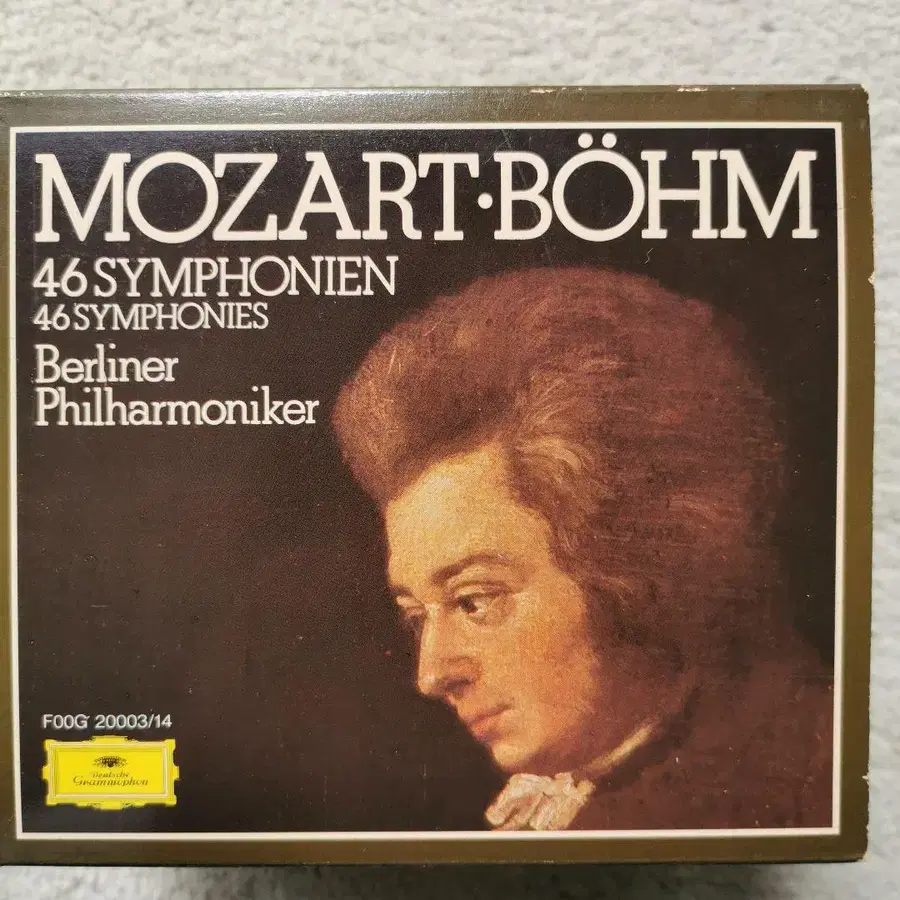 MOZART·BÖHM
46 SYMPHONIEN
46 SYMPHONIES
Berliner
Philharmoniker
F00G 20003/14
Deutsche
Grammophon